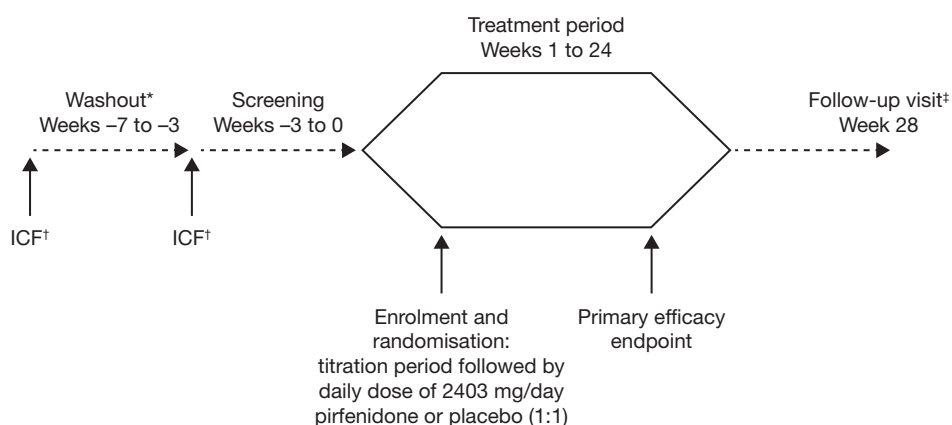 Treatment period
Weeks 1 to 24
Washout*
Weeks –7 to –3
Screening
Weeks –3 to 0
Follow-up visit‡
Week 28
ICF†
ICF†
Enrolment and
randomisation:
titration period followed by
daily dose of 2403 mg/day
pirfenidone or placebo (1:1)
Primary efficacy
endpoint